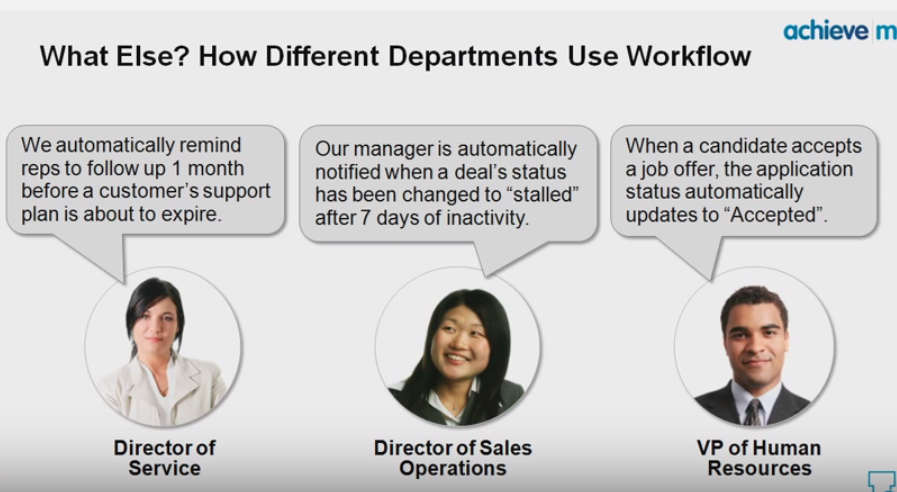 achieve m
What Else? How Different Departments Use Workflow
We automatically remind
reps to follow up 1 month
before a customer's support
plan is about to expire.
Our manager is automatically
notified when a deal's status
has been changed to “stalled”
after 7 days of inactivity.
When a candidate accepts
a job offer, the application
status automatically
updates to “Accepted”.
Director of
Service
Director of Sales
Operations
VP of Human
Resources